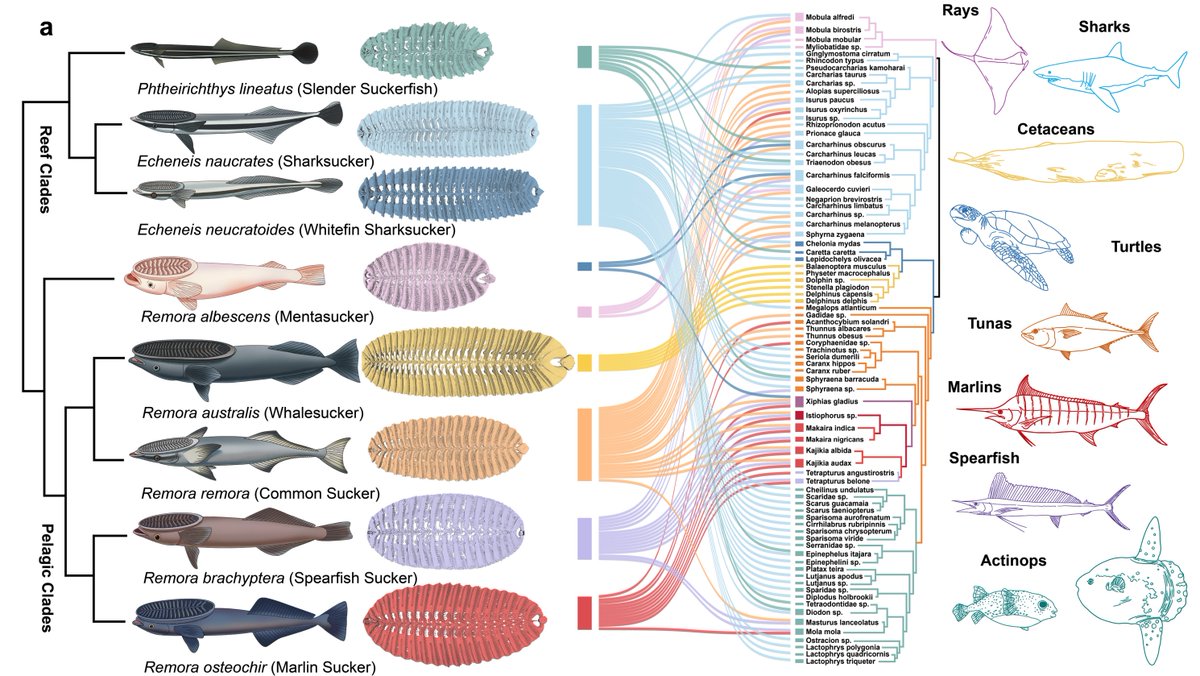 a
Reef Clades
Pelagic Clades
Phtheirichthys lineatus (Slender Suckerfish)
Echeneis naucrates (Sharksucker)
Echeneis neucratoides (Whitefin Sharksucker)
Remora albescens (Mentasucker)
Remora australis (Whalesucker)
Remora remora (Common Sucker)
Remora brachyptera (Spearfish Sucker)
Remora osteochir (Marlin Sucker)
Mobula alfredi
Mobula birostris
Mobula mobular
Myliobatidae sp.
Ginglymostoma cirratum
Rhincodon typus
Pseudocarcharias kamoharai
Carcharias taurus
Carcharias sp.
Alopias superciliosus
Isurus paucus
Isurus oxyrinchus
Isurus sp.
Rhizoprionodon acutus
Prionace glauca
Carcharhinus obscurus
Carcharhinus leucas
Triaenodon obesus
Carcharhinus falciformis
Galeocerdo cuvieri
Negaprion brevirostris
Carcharhinus limbatus
Carcharhinus sp.
Carcharhinus melanopterus
Sphyrna zygaena
Chelonia mydas
Caretta caretta
Lepidochelys olivacea
Balaenoptera musculus
Physeter macrocephalus
Dolphin sp.
Stenella plagiodon
Delphinus capensis
Delphinus delphis
Megalops atlanticum
Gadidae sp.
Acanthocybium solandri
Thunnus albacares
Thunnus obesus
Coryphaenidae sp.
Trachinotus sp.
Seriola dumerili
Caranx hippos
Caranx ruber
Sphyraena barracuda
Sphyraena sp.
Xiphias gladius
Istiophorus sp.
Makaira indica
Makaira nigricans
Kajikia albida
Kajikia audax
Tetrapturus angustirostris
Tetrapturus belone
Cheilinus undulatus
Scaridae sp.
Scarus guacamaia
Scarus taeniopterus
Sparisoma aurofrenatum
Cirrhilabrus rubripinnis
Sparisoma chrysopterum
Sparisoma viride
Serranidae sp.
Epinephelus itajara
Epinephelini sp.
Platax teira
Lutjanus apodus
Lutjanus sp.
Sparidae sp.
Diplodus holbrookii
Tetraodontidae sp.
Diodon sp.
Masturus lanceolatus
Mola mola
Ostracion sp.
Lactophrys polygonia
Lactophrys quadricornis
Lactophrys triqueter
Rays
Sharks
Cetaceans
Turtles
Tunas
Marlins
Spearfish
Actinops